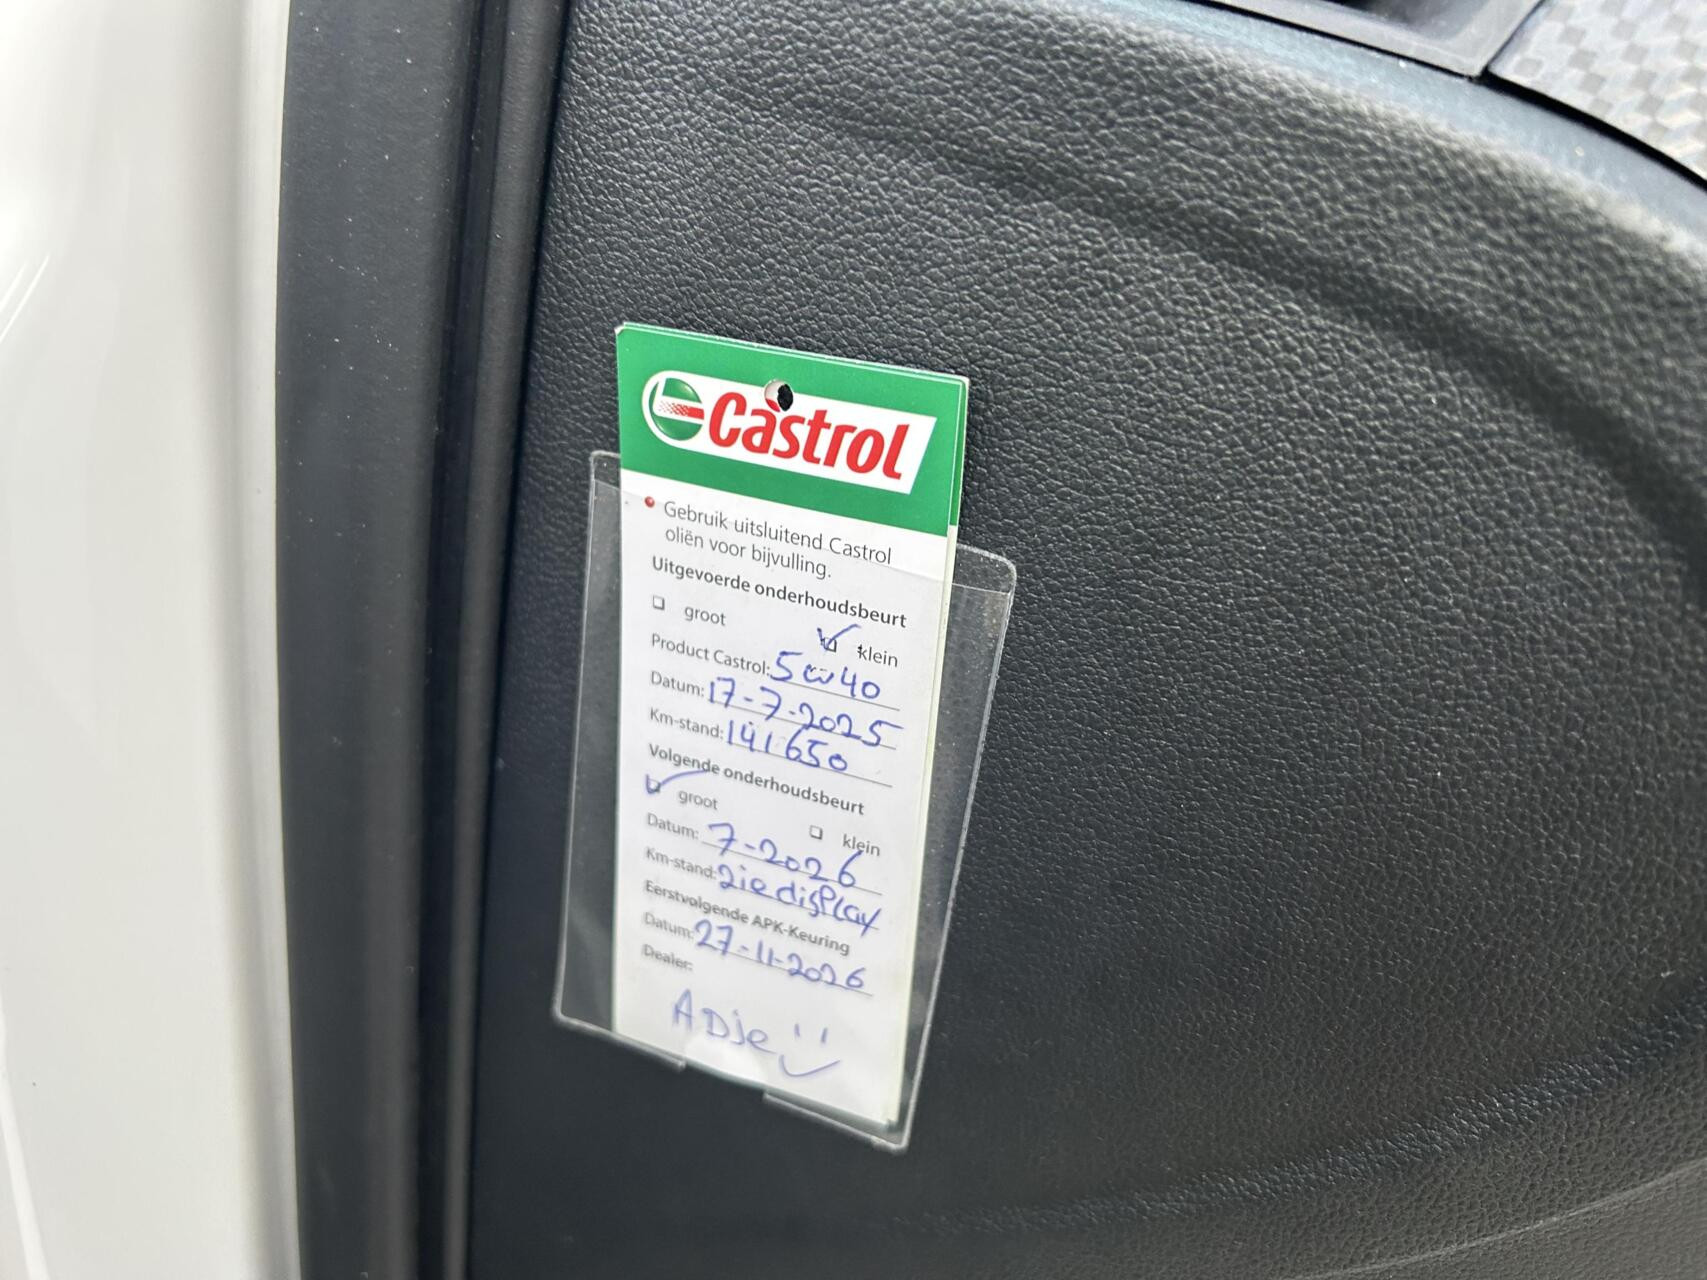 Castrol
Gebruik uitsluitend Castrol
oliën voor bijvulling.
Uitgevoerde onderhoudsbeurt
groot klein
Product Castrol: 5w40
Datum: 17-7-2025
Km-stand: 141650
Volgende onderhoudsbeurt
groot klein
Datum: 7-2026
Km-stand: zie display
Eerstvolgende APK-Keuring
Datum: 27-11-2026
Dealer:
ADje